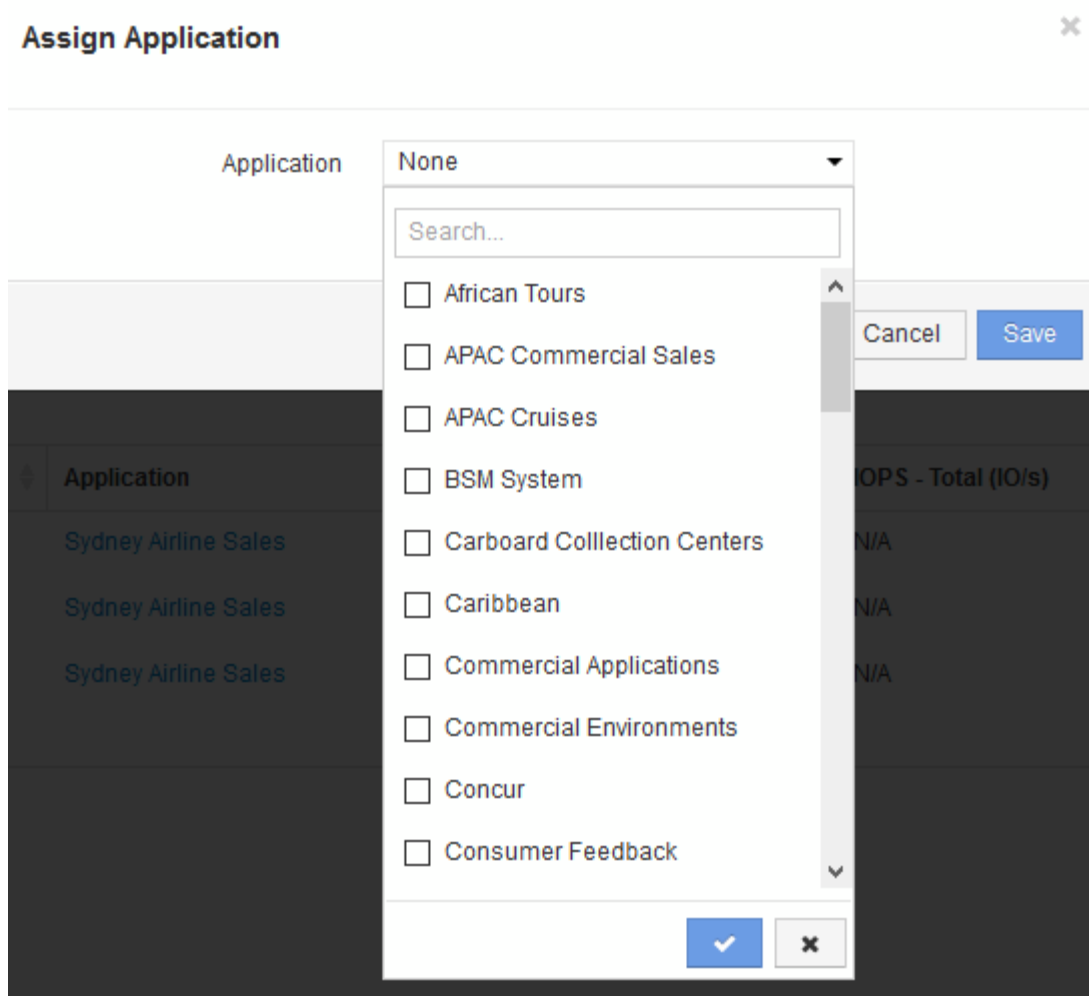 Assign Application
Application
None
Search...
African Tours
APAC Commercial Sales
APAC Cruises
BSM System
Carboard Colllection Centers
Caribbean
Commercial Applications
Commercial Environments
Concur
Consumer Feedback
Cancel
Save
Application
IOPS - Total (IO/s)
Sydney Airline Sales
N/A
Sydney Airline Sales
N/A
Sydney Airline Sales
N/A